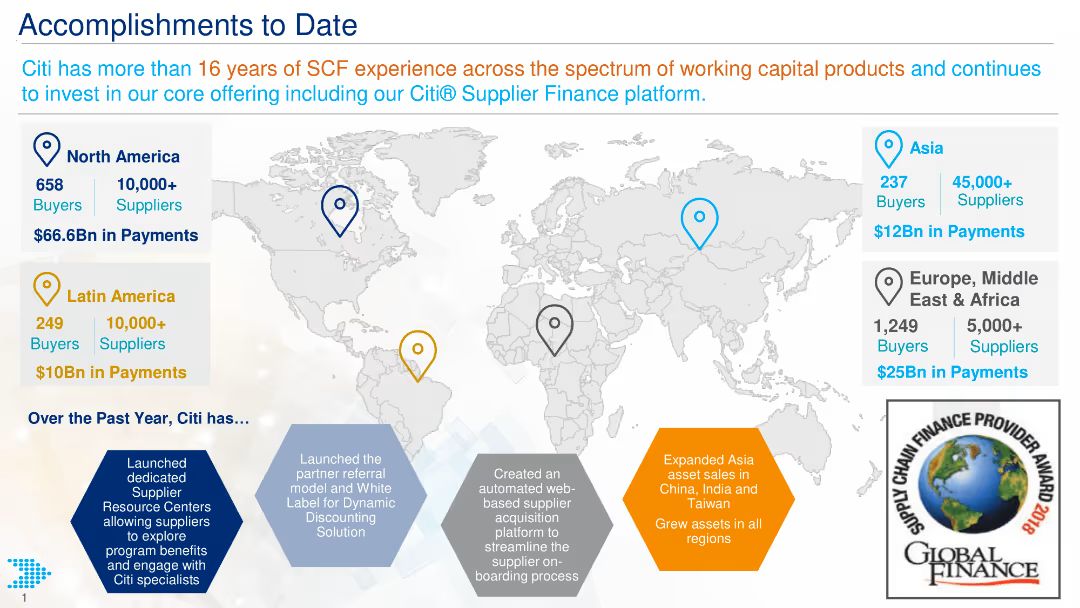 Accomplishments to Date
Citi has more than 16 years of SCF experience across the spectrum of working capital products and continues
to invest in our core offering including our Citi® Supplier Finance platform.
North America
658
10,000+
Buyers
Suppliers
$66.6Bn in Payments
Latin America
249
10,000+
Buyers
Suppliers
$10Bn in Payments
Asia
237
45,000+
Buyers
Suppliers
$12Bn in Payments
Europe, Middle
East & Africa
1,249
5,000+
Buyers
Suppliers
$25Bn in Payments
Over the Past Year, Citi has…
Launched
dedicated
Supplier
Resource Centers
allowing suppliers
to explore
program benefits
and engage with
Citi specialists
Launched the
partner referral
model and White
Label for Dynamic
Discounting
Solution
Created an
automated web-
based supplier
acquisition
platform to
streamline the
supplier on-
boarding process
Expanded Asia
asset sales in
China, India and
Taiwan
Grew assets in all
regions
SUPPLY CHAIN FINANCE PROVIDER AWARD 2018
GLOBAL
FINANCE
1